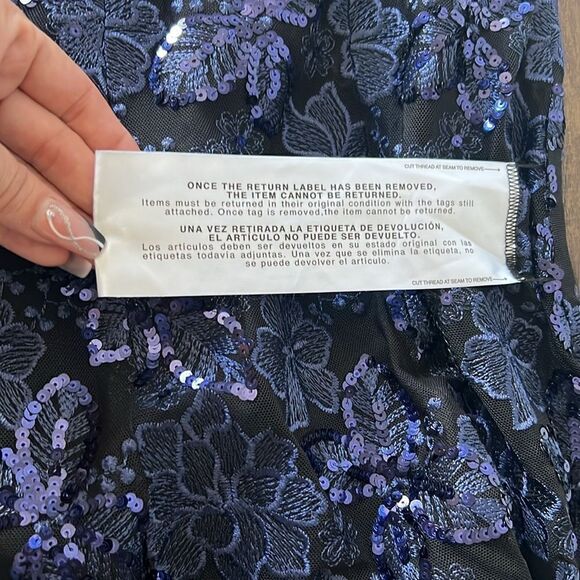 CUT THREAD AT SEAM TO REMOVE
ONCE THE RETURN LABEL HAS BEEN REMOVED,
THE ITEM CANNOT BE RETURNED.
Items must be returned in their original condition with the tags still
attached. Once tag is removed,the item cannot be returned.
UNA VEZ RETIRADA LA ETIQUETA DE DEVOLUCIÓN,
EL ARTICULO NO PUEDE SER DEVUELTO.
Los articulos deben ser devueltos en su estado original con las
etiquetas todavia adjuntas. Una vez que se elimina la etiqueta, no
se puede devolver el articulo.
CUT THREAD AT SEAM TO REMOVE